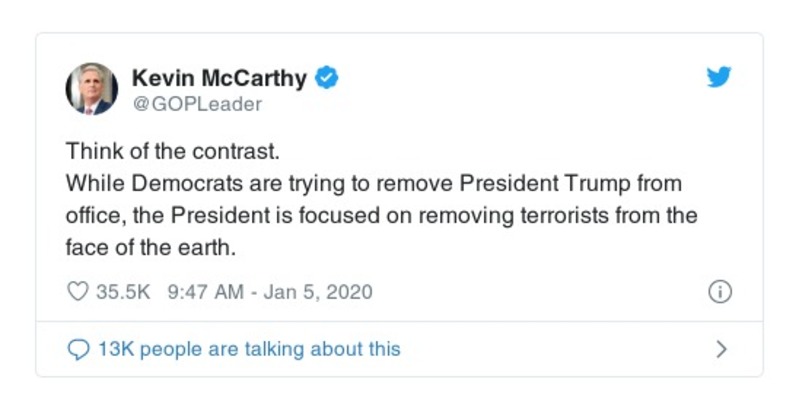 Kevin McCarthy
@GOPLeader
Think of the contrast.
While Democrats are trying to remove President Trump from
office, the President is focused on removing terrorists from the
face of the earth.
35.5K 9:47 AM - Jan 5, 2020
13K people are talking about this